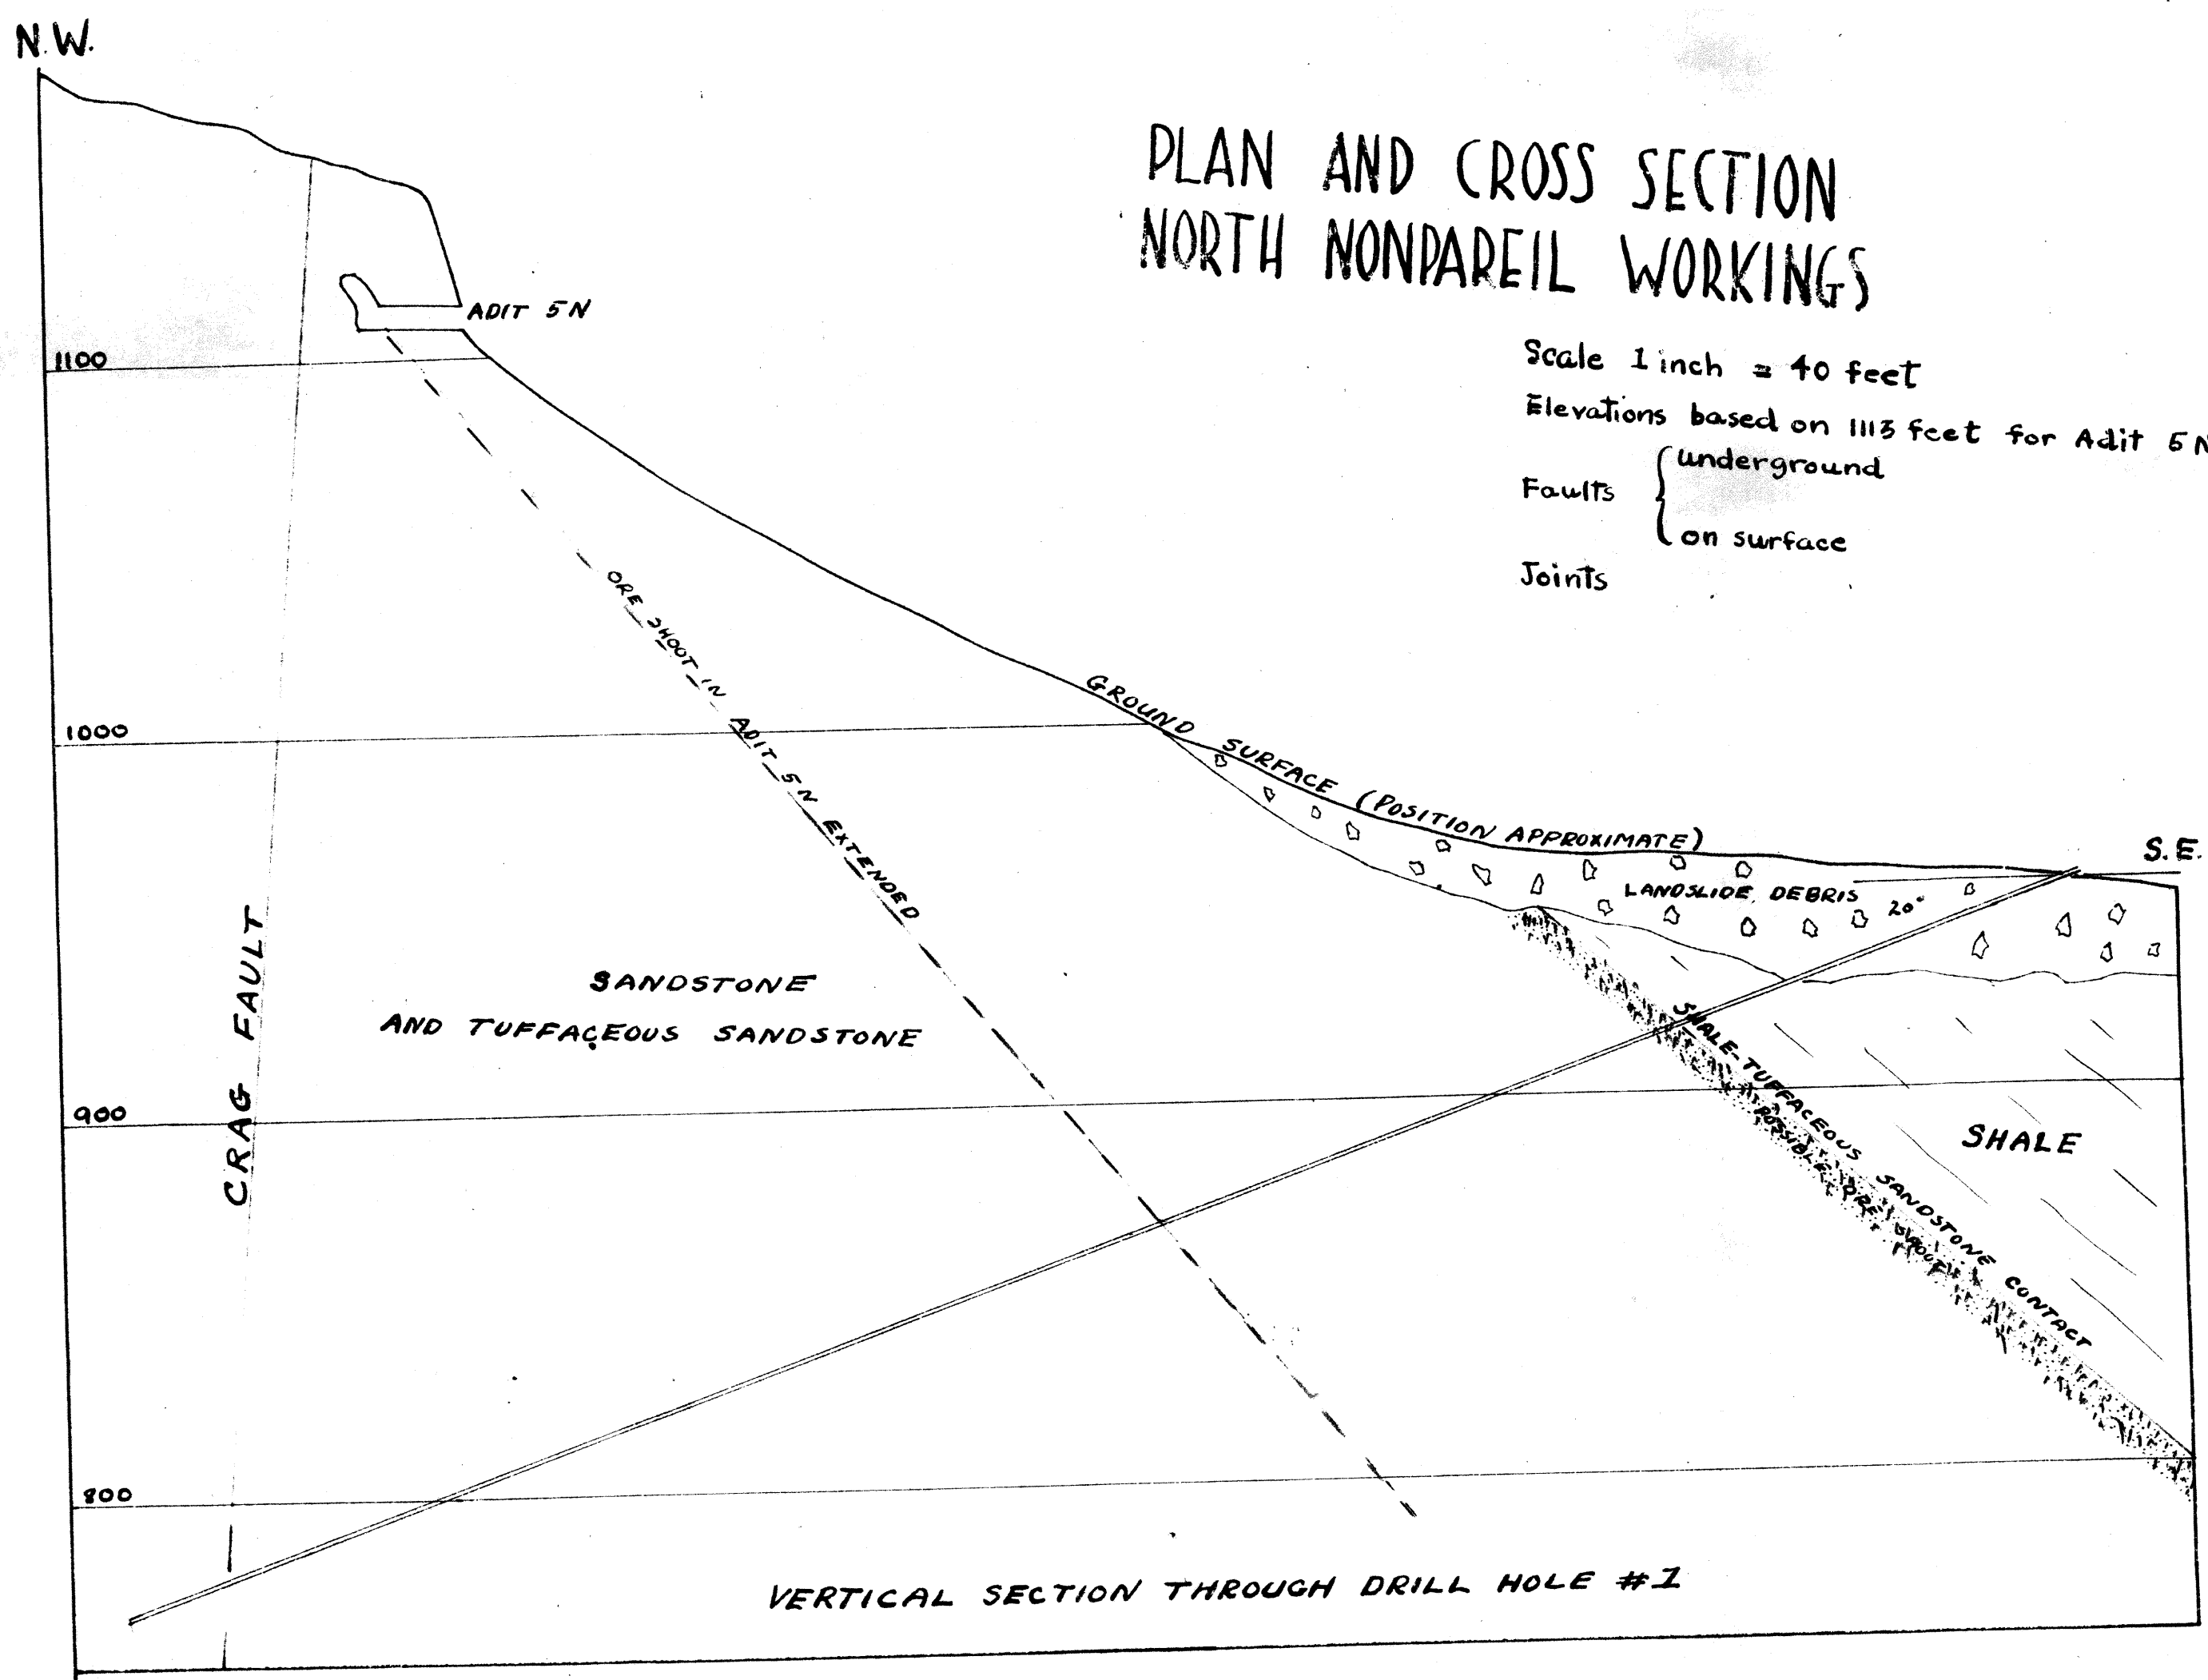 N.W.
PLAN AND CROSS SECTION
NORTH NONPAREIL WORKINGS
ADIT 5N
Scale 1 inch = 40 feet
Elevations based on 1113 feet for Adit 5N
Faults { underground
on surface
Joints
1100
ORE SHOOT IN ADIT 5N EXTENDED
1000
GROUND SURFACE (POSITION APPROXIMATE)
S.E.
LANDSLIDE DEBRIS 20°
CRAG FAULT
SANDSTONE
AND TUFFACEOUS SANDSTONE
SHALE-TUFFACEOUS SANDSTONE CONTACT
POSSIBLE ORE SHOOT
900
SHALE
800
VERTICAL SECTION THROUGH DRILL HOLE #1